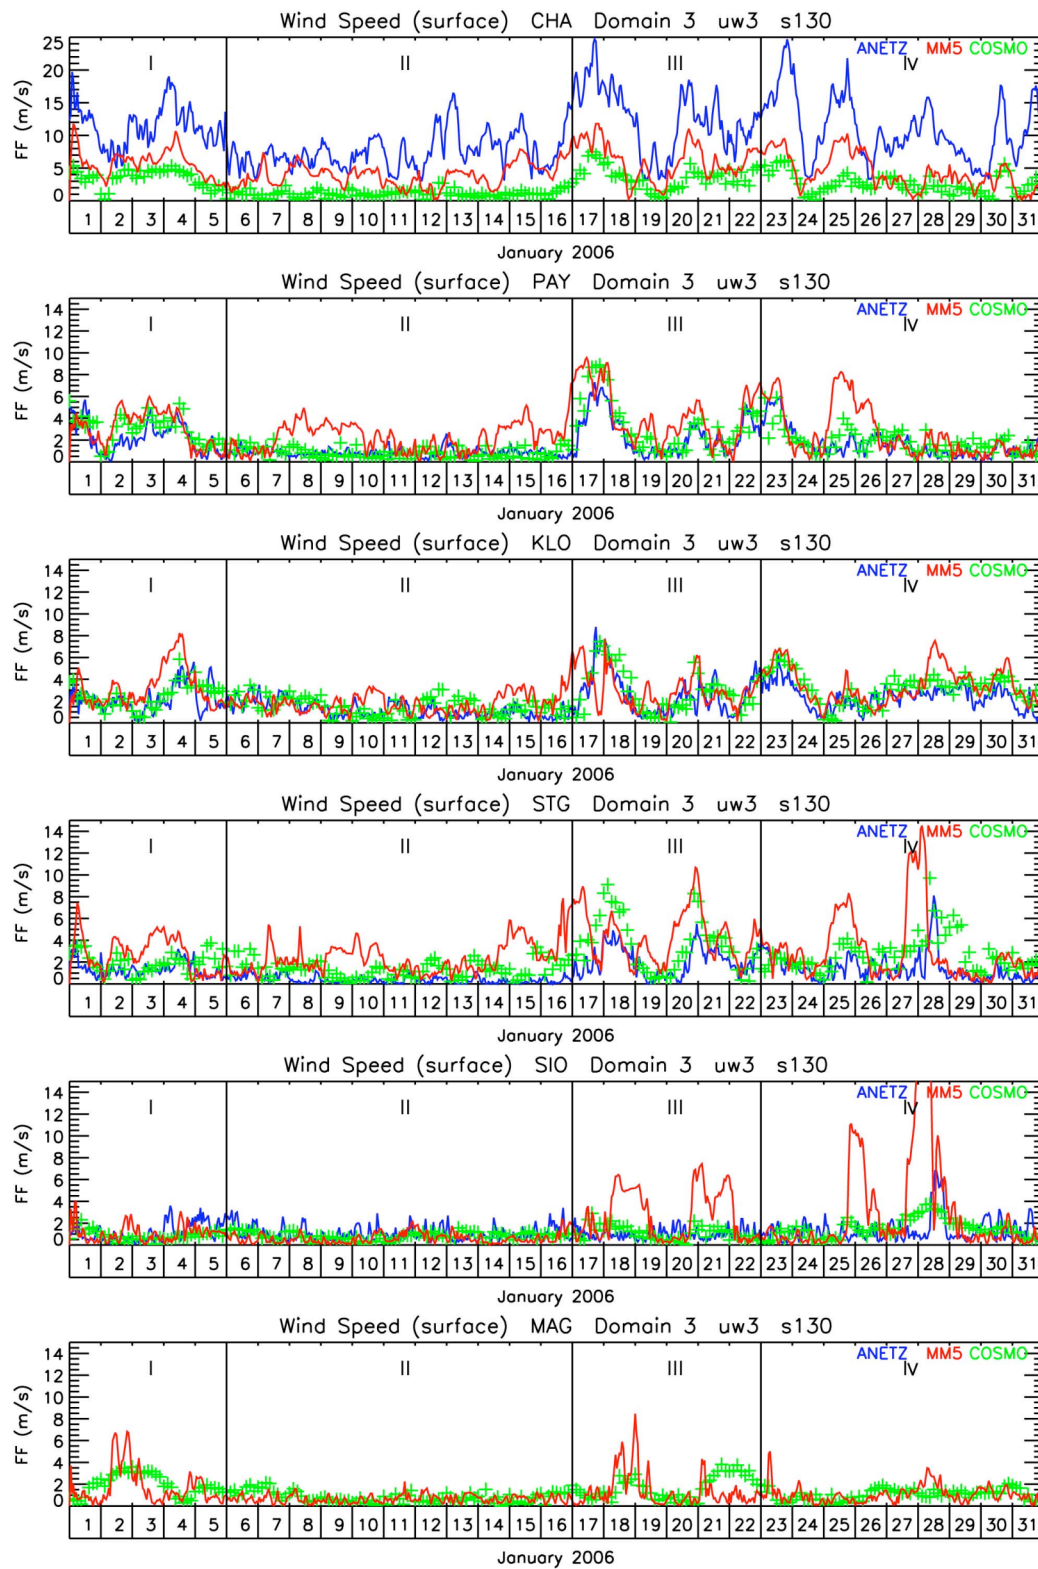 Wind Speed (surface) CHA Domain 3 uw3 s130
ANETZ MM5 COSMO
I II III IV
25
20
15
10
5
0
FF (m/s)
1 2 3 4 5 6 7 8 9 10 11 12 13 14 15 16 17 18 19 20 21 22 23 24 25 26 27 28 29 30 31
January 2006
Wind Speed (surface) PAY Domain 3 uw3 s130
ANETZ MM5 COSMO
I II III IV
14
12
10
8
6
4
2
0
FF (m/s)
1 2 3 4 5 6 7 8 9 10 11 12 13 14 15 16 17 18 19 20 21 22 23 24 25 26 27 28 29 30 31
January 2006
Wind Speed (surface) KLO Domain 3 uw3 s130
ANETZ MM5 COSMO
I II III IV
14
12
10
8
6
4
2
0
FF (m/s)
1 2 3 4 5 6 7 8 9 10 11 12 13 14 15 16 17 18 19 20 21 22 23 24 25 26 27 28 29 30 31
January 2006
Wind Speed (surface) STG Domain 3 uw3 s130
ANETZ MM5 COSMO
I II III IV
14
12
10
8
6
4
2
0
FF (m/s)
1 2 3 4 5 6 7 8 9 10 11 12 13 14 15 16 17 18 19 20 21 22 23 24 25 26 27 28 29 30 31
January 2006
Wind Speed (surface) SIO Domain 3 uw3 s130
ANETZ MM5 COSMO
I II III IV
14
12
10
8
6
4
2
0
FF (m/s)
1 2 3 4 5 6 7 8 9 10 11 12 13 14 15 16 17 18 19 20 21 22 23 24 25 26 27 28 29 30 31
January 2006
Wind Speed (surface) MAG Domain 3 uw3 s130
ANETZ MM5 COSMO
I II III IV
14
12
10
8
6
4
2
0
FF (m/s)
1 2 3 4 5 6 7 8 9 10 11 12 13 14 15 16 17 18 19 20 21 22 23 24 25 26 27 28 29 30 31
January 2006